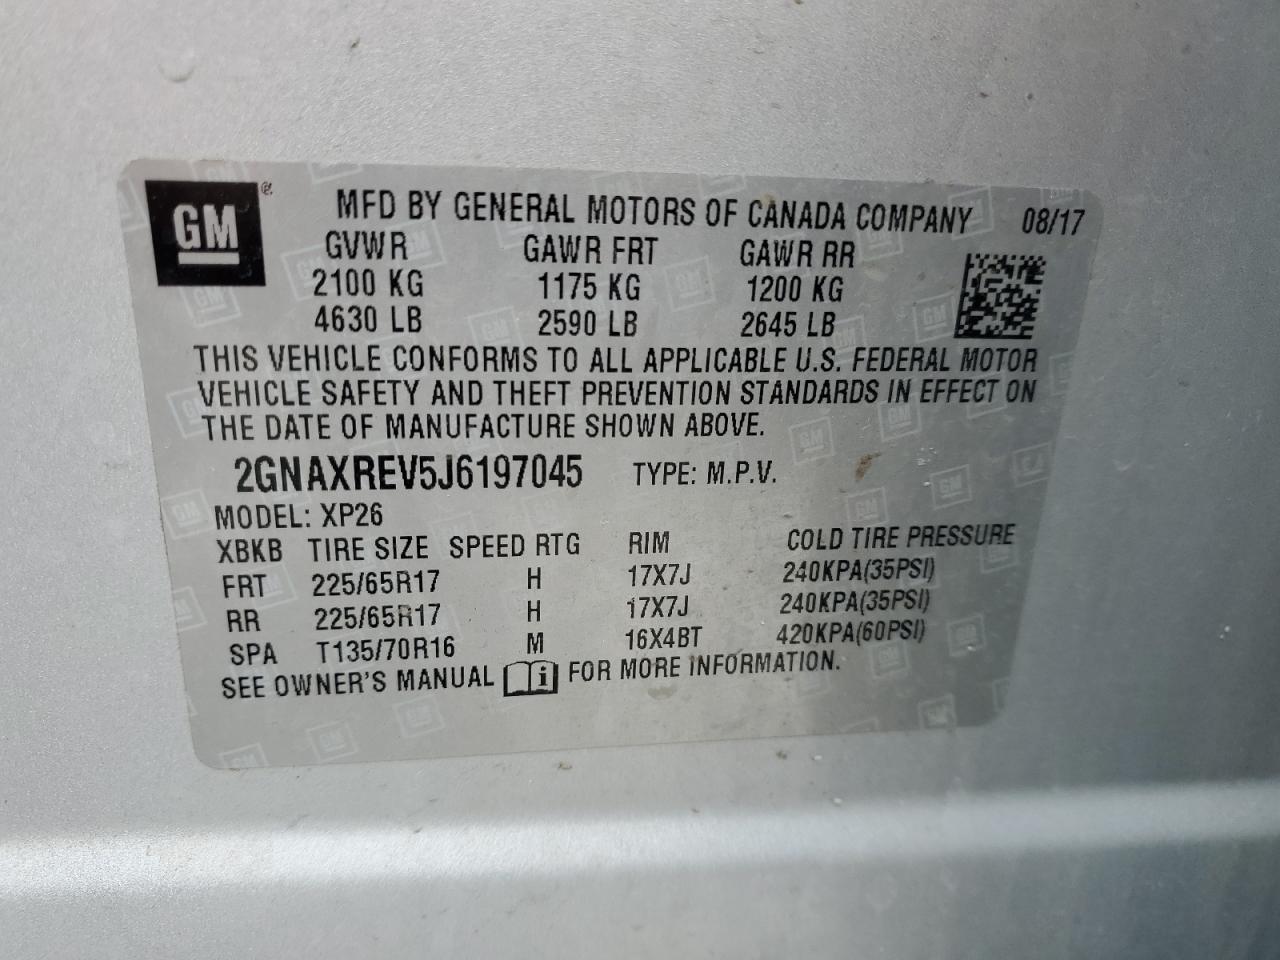 GM®
MFD BY GENERAL MOTORS OF CANADA COMPANY 08/17
GVWR GAWR FRT GAWR RR
2100 KG 1175 KG 1200 KG
4630 LB 2590 LB 2645 LB
THIS VEHICLE CONFORMS TO ALL APPLICABLE U.S. FEDERAL MOTOR
VEHICLE SAFETY AND THEFT PREVENTION STANDARDS IN EFFECT ON
THE DATE OF MANUFACTURE SHOWN ABOVE.
2GNAXREV5J6197045 TYPE: M.P.V.
MODEL: XP26
XBKB TIRE SIZE SPEED RTG RIM COLD TIRE PRESSURE
FRT 225/65R17 H 17X7J 240KPA(35PSI)
RR 225/65R17 H 17X7J 240KPA(35PSI)
SPA T135/70R16 M 16X4BT 420KPA(60PSI)
SEE OWNER'S MANUAL FOR MORE INFORMATION.